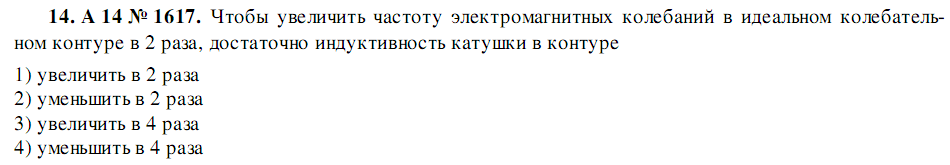 14. А 14 № 1617. Чтобы увеличить частоту электромагнитных колебаний в идеальном колебатель-
ном контуре в 2 раза, достаточно индуктивность катушки в контуре
1) увеличить в 2 раза
2) уменьшить в 2 раза
3) увеличить в 4 раза
4) уменьшить в 4 раза